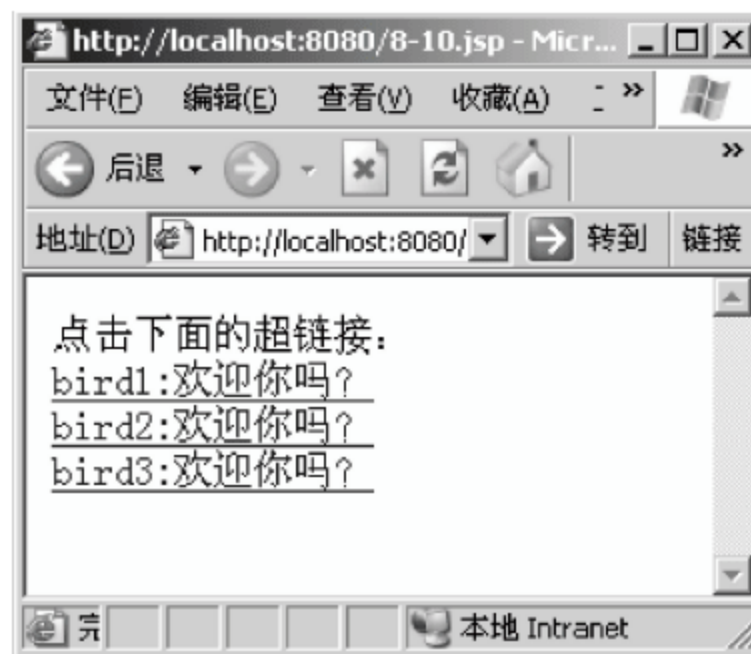 http://localhost:8080/8-10.jsp - Micr...
文件(F) 编辑(E) 查看(V) 收藏(A) »
后退 »
地址(D) http://localhost:8080/ 转到 链接
点击下面的超链接：
bird1:欢迎你吗？
bird2:欢迎你吗？
bird3:欢迎你吗？
完 本地 Intranet